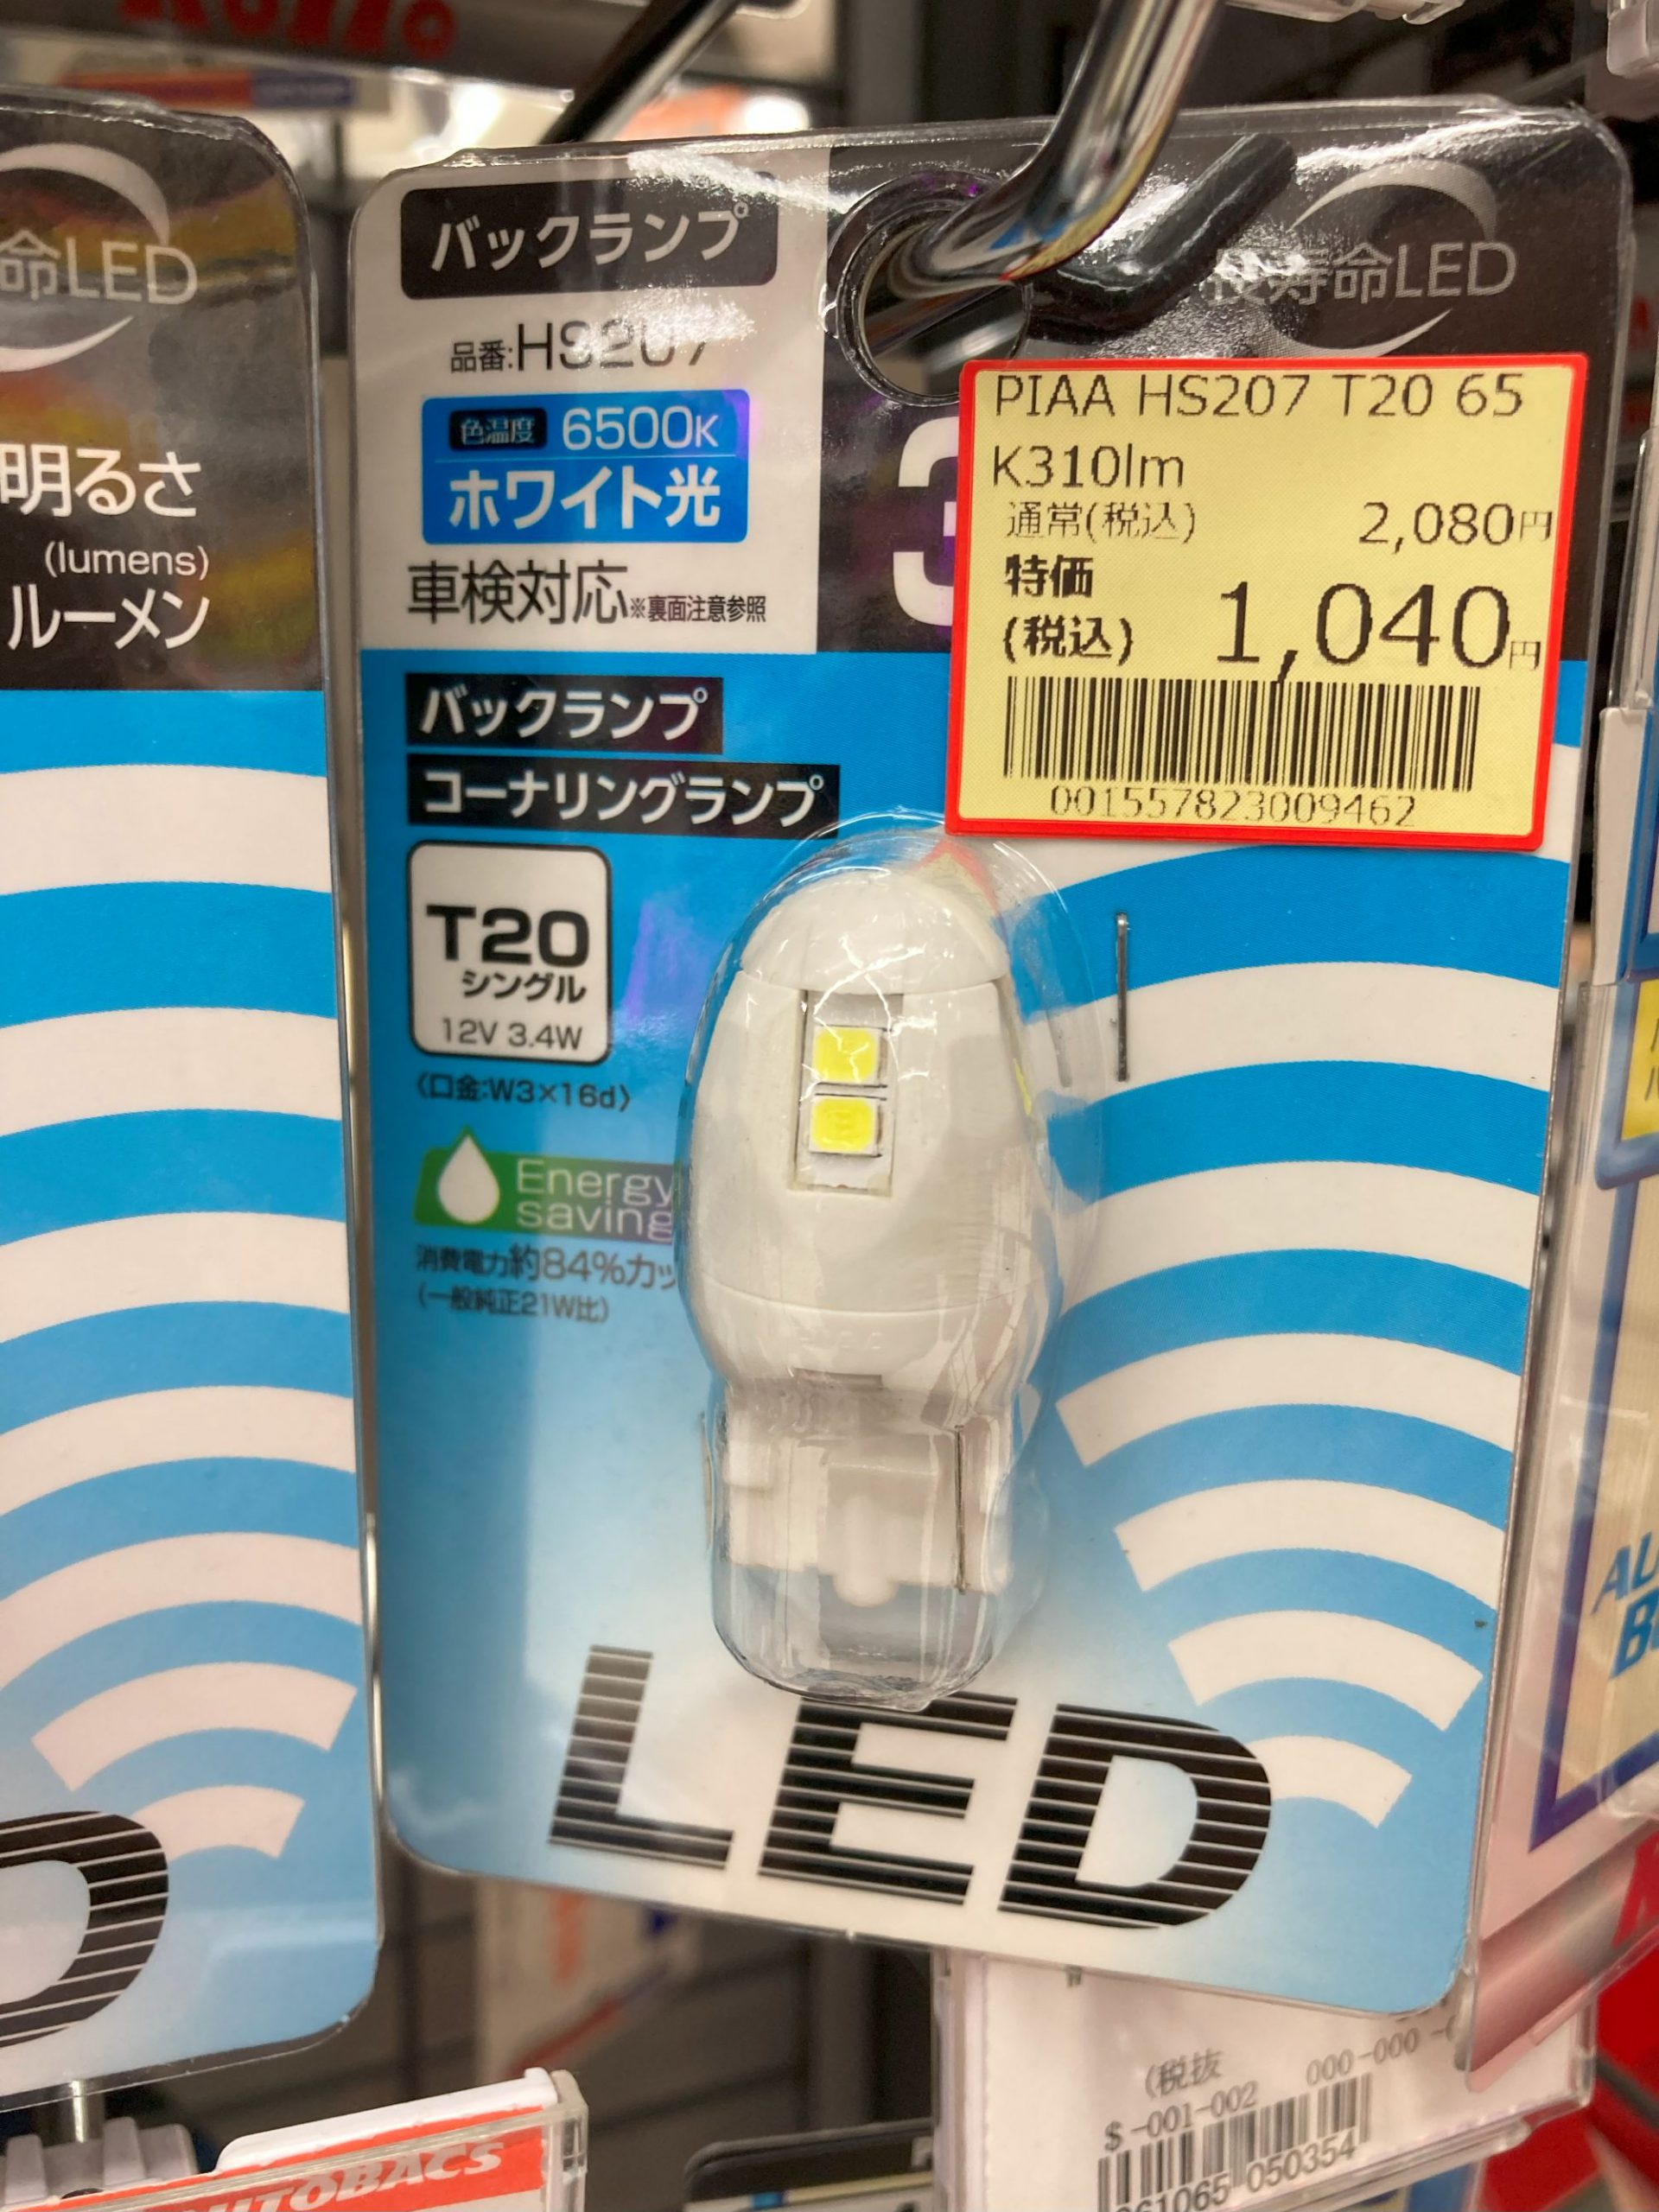 命LED
明るさ
(lumens)
ルーメン
バックランプ
品番:HS207
色温度 6500K
ホワイト光
車検対応※裏面注意参照
長寿命LED
3
PIAA HS207 T20 65
K310lm
通常(税込) 2,080円
特価
(税込) 1,040円
001557823009462
バックランプ
コーナリングランプ
T20
シングル
12V 3.4W
〈口金:W3×16d〉
Energy
saving
消費電力約84%カッ
(一般純正21W比)
LED
D
(税抜 000-000
$-001-002
61065 050354
AUTOBACS